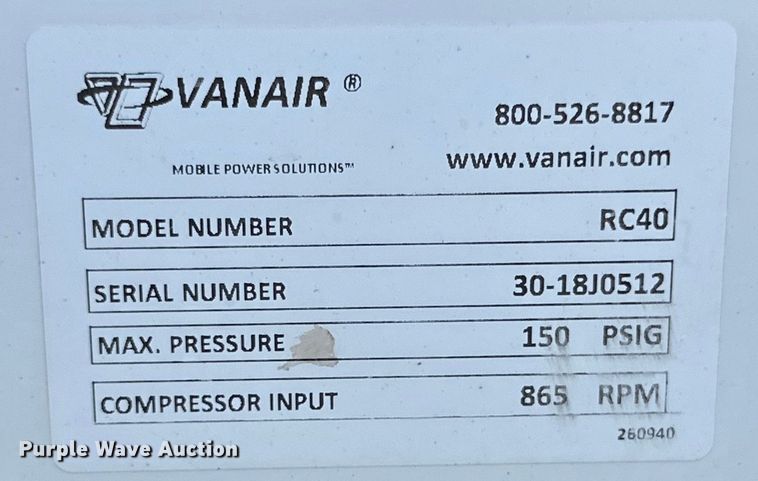 VANAIR ®
800-526-8817
MOBILE POWER SOLUTIONS™
www.vanair.com
MODEL NUMBER RC40
SERIAL NUMBER 30-18J0512
MAX. PRESSURE 150 PSIG
COMPRESSOR INPUT 865 RPM
260940
Purple Wave Auction